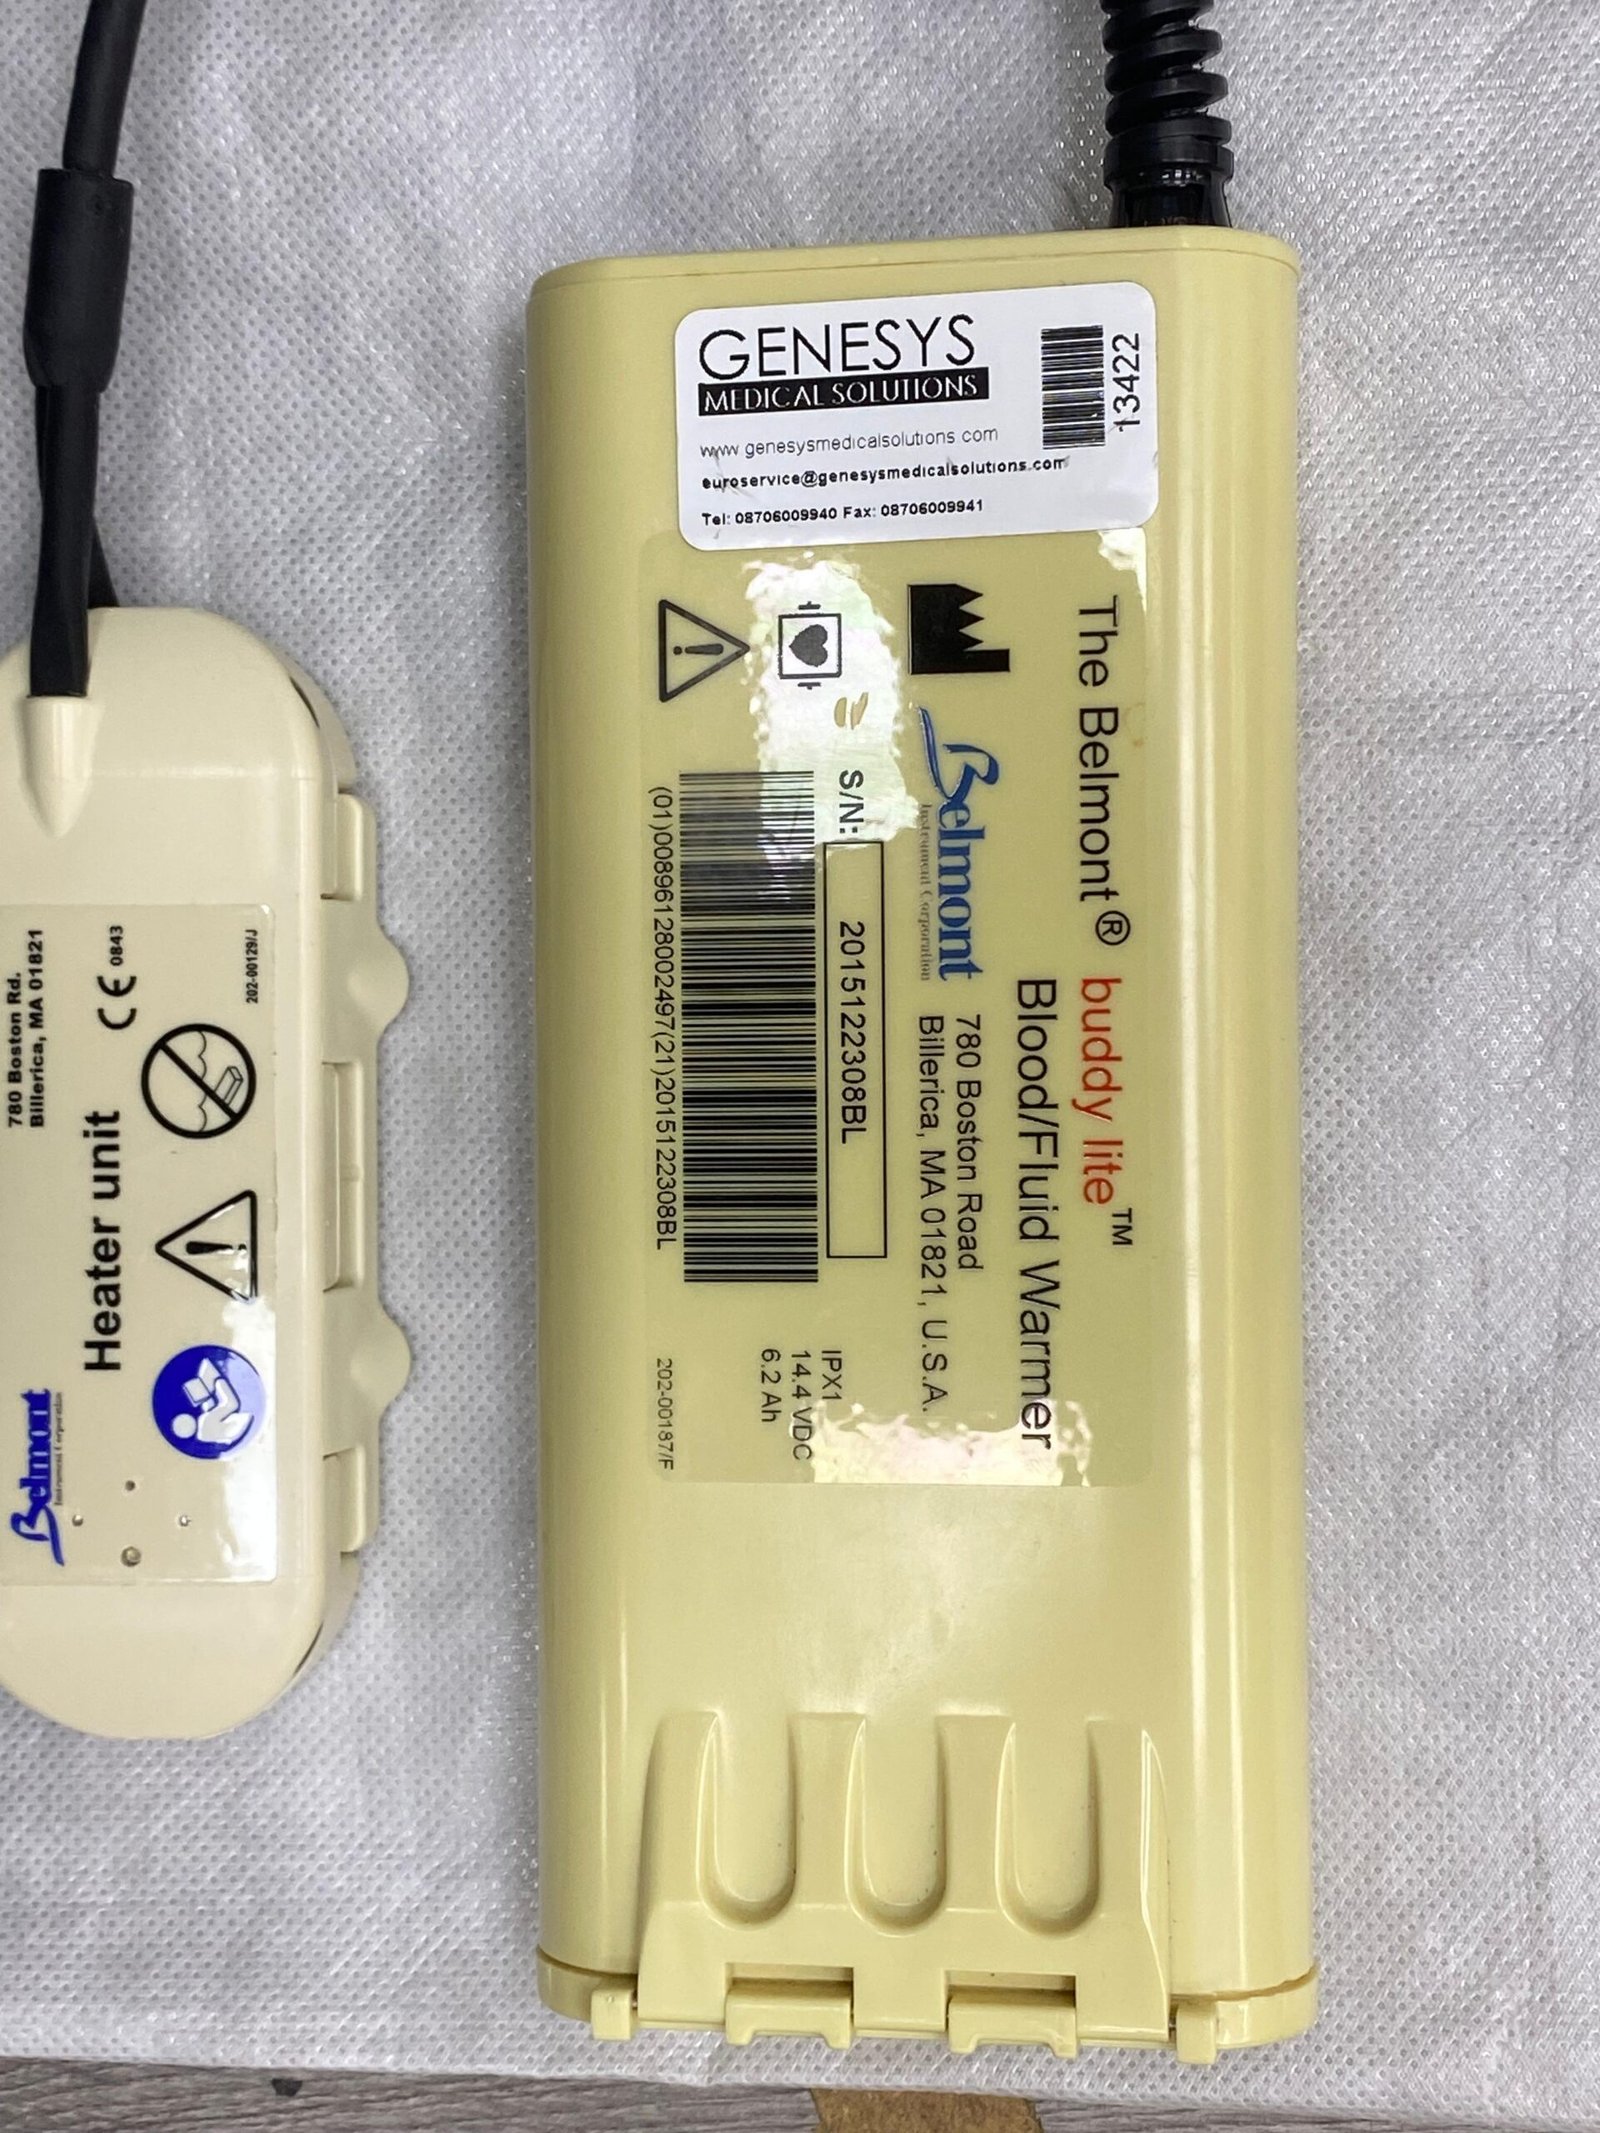 GENESYS
MEDICAL SOLUTIONS
www genesysmedicalsolutions com
euroservice@genesysmedicalsolutions.com
Tel: 08706009940 Fax: 08706009941
13422
The Belmont® buddy lite™
Blood/Fluid Warmer
Belmont
Instrument Corporation
780 Boston Road
Billerica, MA 01821, U.S.A.
S/N: 2015122308BL
(01)00896128002497(21)2015122308BL
IPX1
14.4 VDC
6.2 Ah
202-00187/F
Belmont
Instrument Corporation
780 Boston Rd.
Billerica, MA 01821
Heater unit
CE 0843
202-00129/J